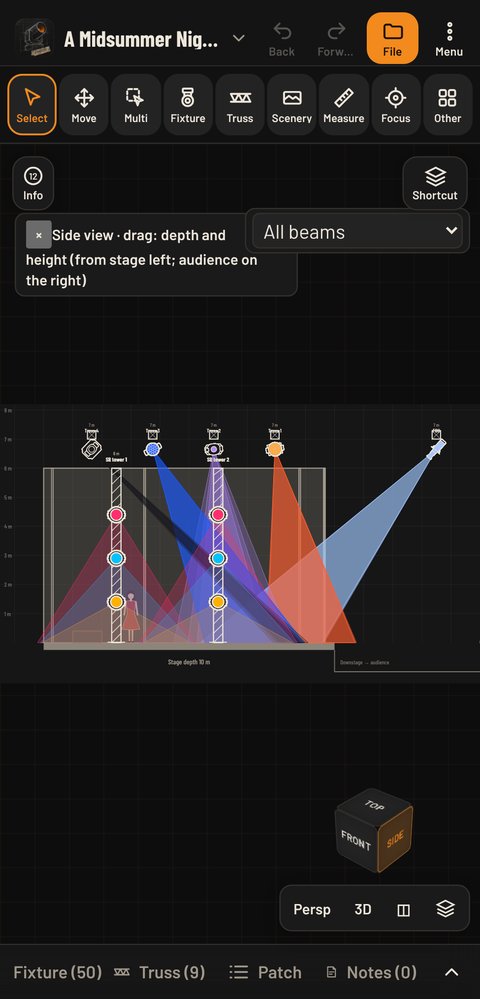 A Midsummer Nig...
Back
Forw...
File
Menu
Select
Move
Multi
Fixture
Truss
Scenery
Measure
Focus
Other
12
Info
Shortcut
× Side view · drag: depth and
height (from stage left; audience on
the right)
All beams
8 m
7 m
6 m
5 m
4 m
3 m
2 m
1 m
7 m
7 m
7 m
7 m
7 m
8 m
SR tower 1
SR tower 2
Stage depth 10 m
Downstage → audience
TOP
FRONT
SIDE
Persp
3D
Fixture (50)
Truss (9)
Patch
Notes (0)